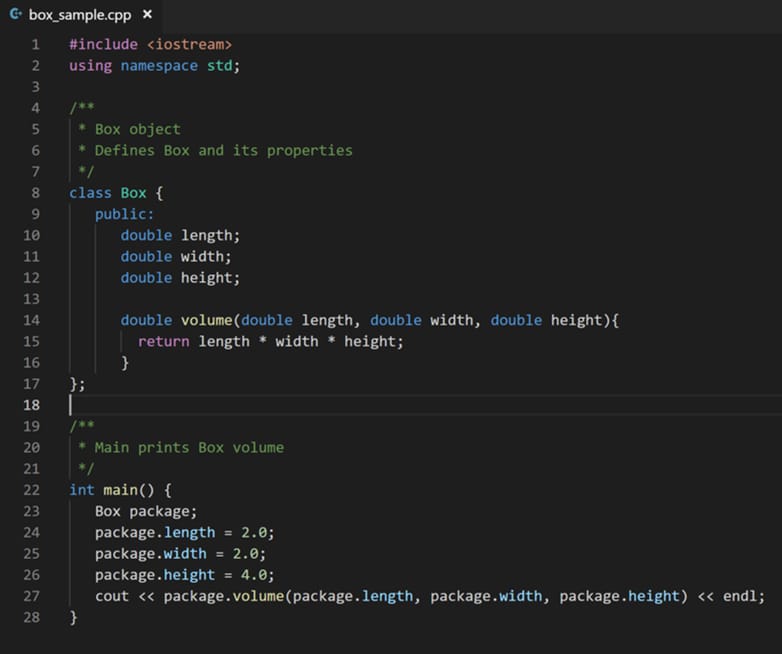 box_sample.cpp
1 #include <iostream>
2 using namespace std;
3
4 /**
5  * Box object
6  * Defines Box and its properties
7  */
8 class Box {
9    public:
10       double length;
11       double width;
12       double height;
13
14       double volume(double length, double width, double height){
15         return length * width * height;
16       }
17 };
18
19 /**
20  * Main prints Box volume
21  */
22 int main() {
23    Box package;
24    package.length = 2.0;
25    package.width = 2.0;
26    package.height = 4.0;
27    cout << package.volume(package.length, package.width, package.height) << endl;
28 }